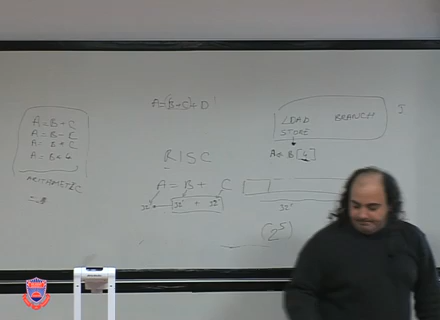 A = B + C
A = B - C
A = B * C
A = B < C
ARITHMETIC
A=(B+C)+D
LOAD BRANCH
STORE
A = B [4]
RISC
A = B + C
32 32 + 32
32
(2^5)